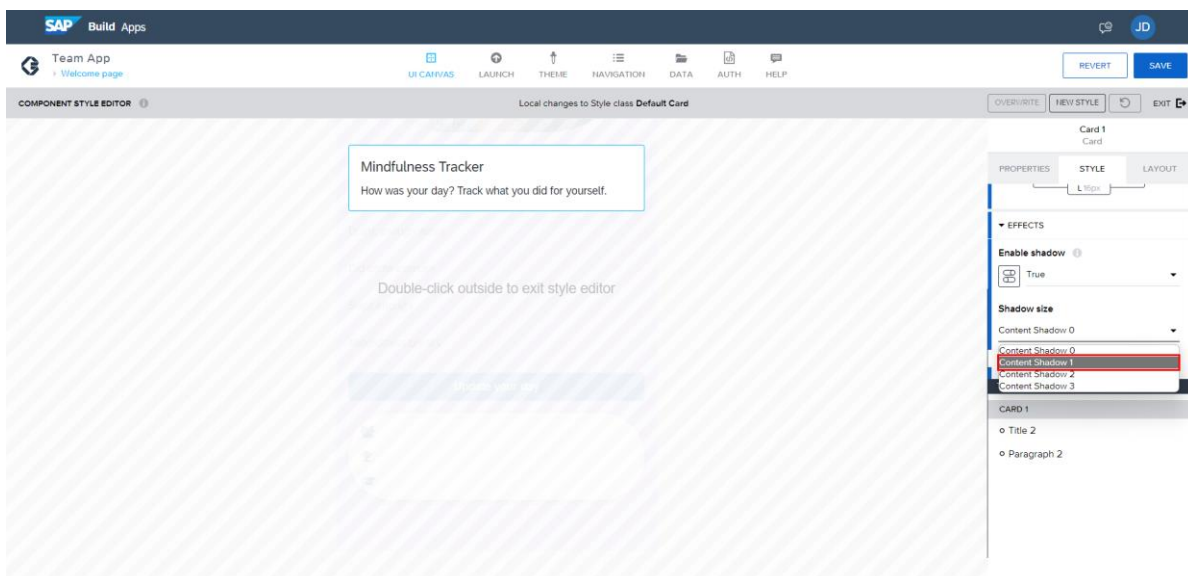 SAP Build Apps
JD
Team App
‹ Welcome page
UI CANVAS LAUNCH THEME NAVIGATION DATA AUTH HELP
REVERT SAVE
COMPONENT STYLE EDITOR
Local changes to Style class Default Card
OVERWRITE NEW STYLE EXIT
Card 1
Card
PROPERTIES STYLE LAYOUT
L 16px
Mindfulness Tracker
How was your day? Track what you did for yourself.
Double-click outside to exit style editor
EFFECTS
Enable shadow
True
Shadow size
Content Shadow 0
Content Shadow 0
Content Shadow 1
Content Shadow 2
Content Shadow 3
CARD 1
Title 2
Paragraph 2